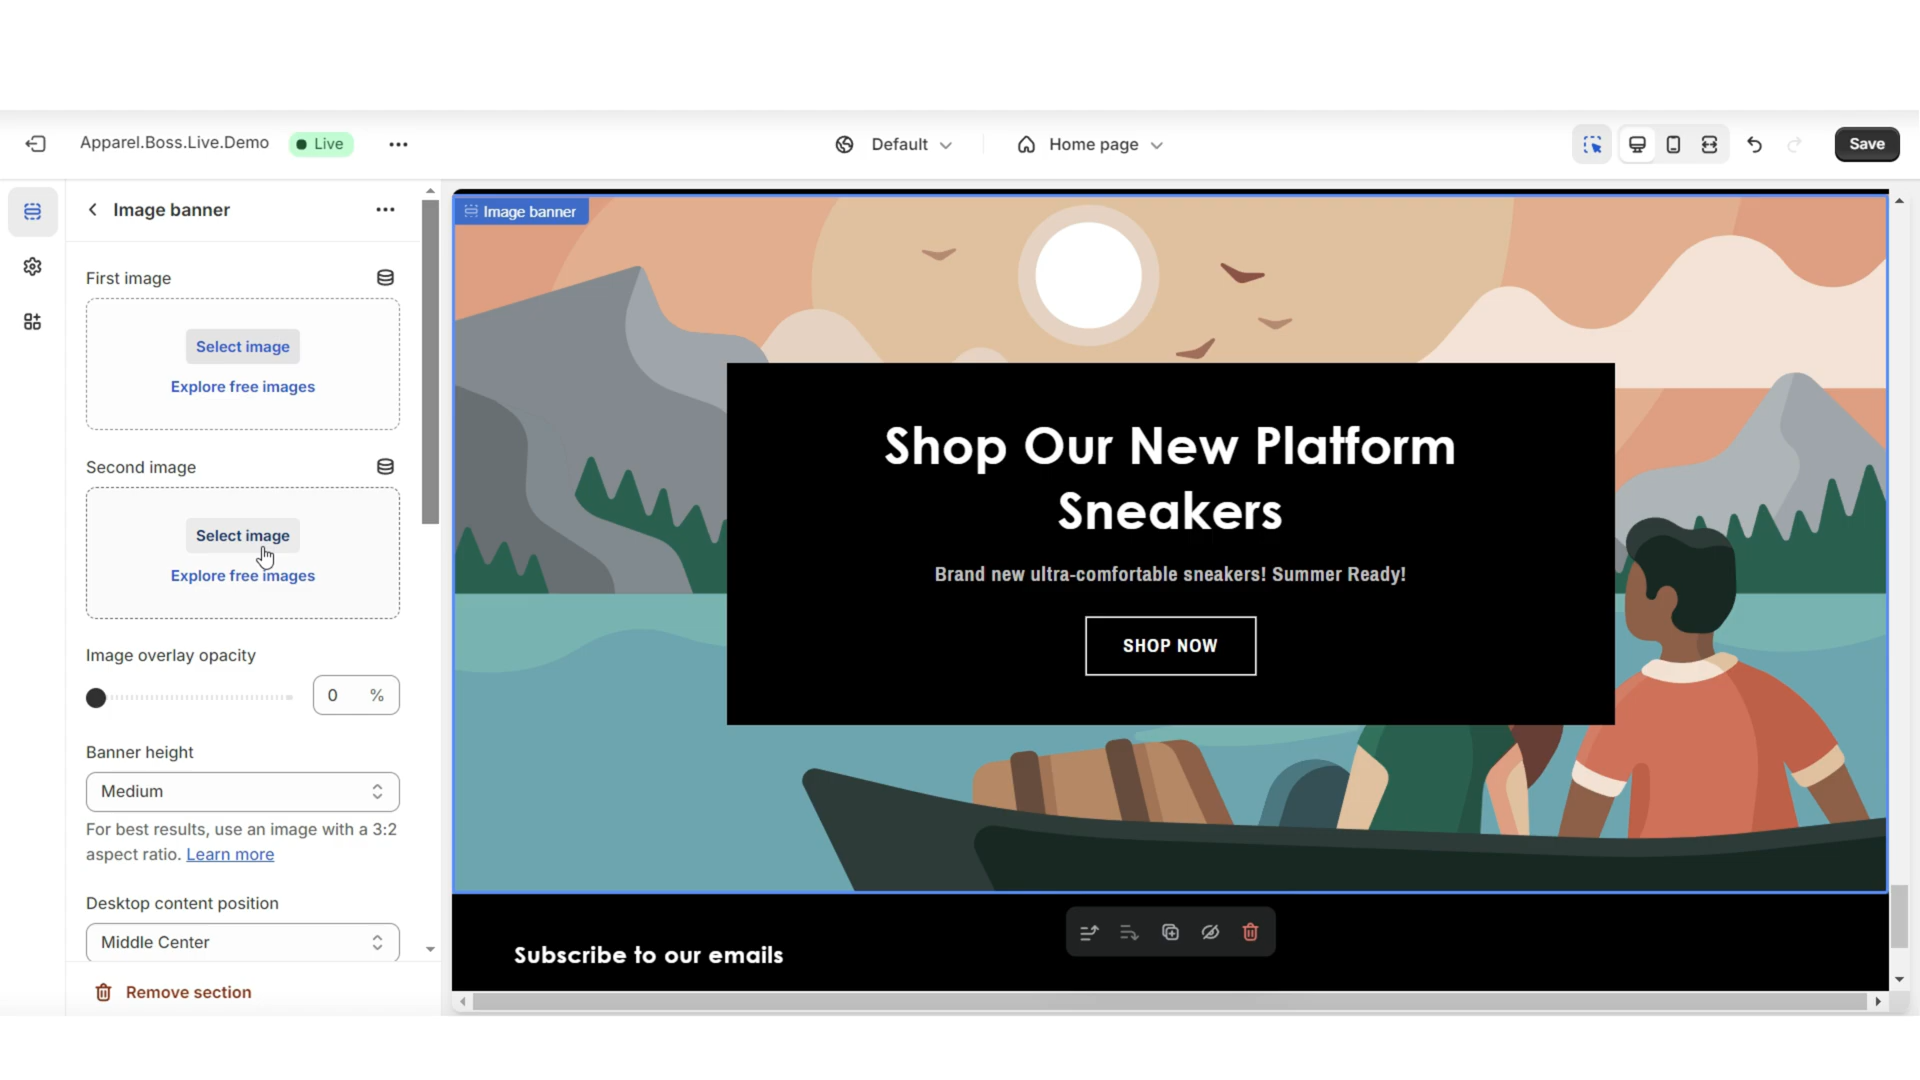 Apparel.Boss.Live.Demo
Live
Default
Home page
Save
Image banner
First image
Select image
Explore free images
Second image
Select image
Explore free images
Image overlay opacity
0 %
Banner height
Medium
For best results, use an image with a 3:2
aspect ratio. Learn more
Desktop content position
Middle Center
Remove section
Image banner
Shop Our New Platform
Sneakers
Brand new ultra-comfortable sneakers! Summer Ready!
SHOP NOW
Subscribe to our emails